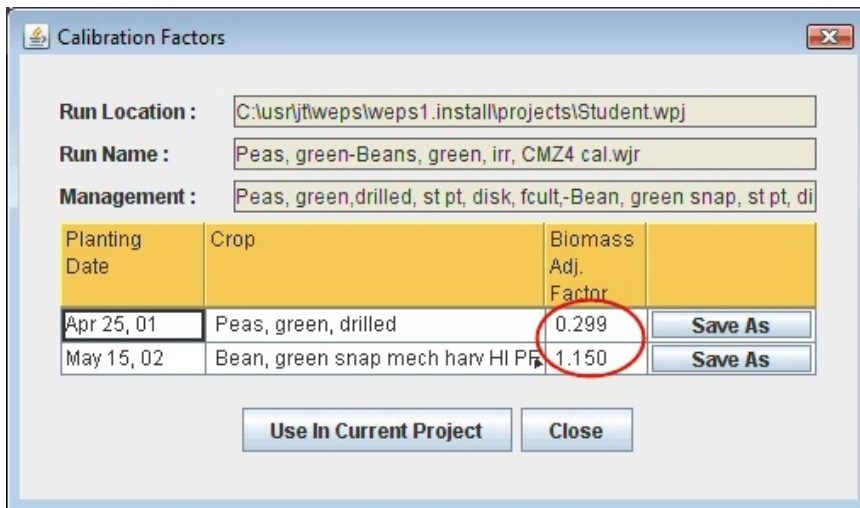 Calibration Factors
Run Location : C:\usr\jt\weps\weps1.install\projects\Student.wpj
Run Name : Peas, green-Beans, green, irr, CMZ4 cal.wjr
Management : Peas, green,drilled, st pt, disk, fcult,-Bean, green snap, st pt, di
Planting Date Crop Biomass Adj. Factor
Apr 25, 01 Peas, green, drilled 0.299 Save As
May 15, 02 Bean, green snap mech harv HI PF 1.150 Save As
Use In Current Project Close